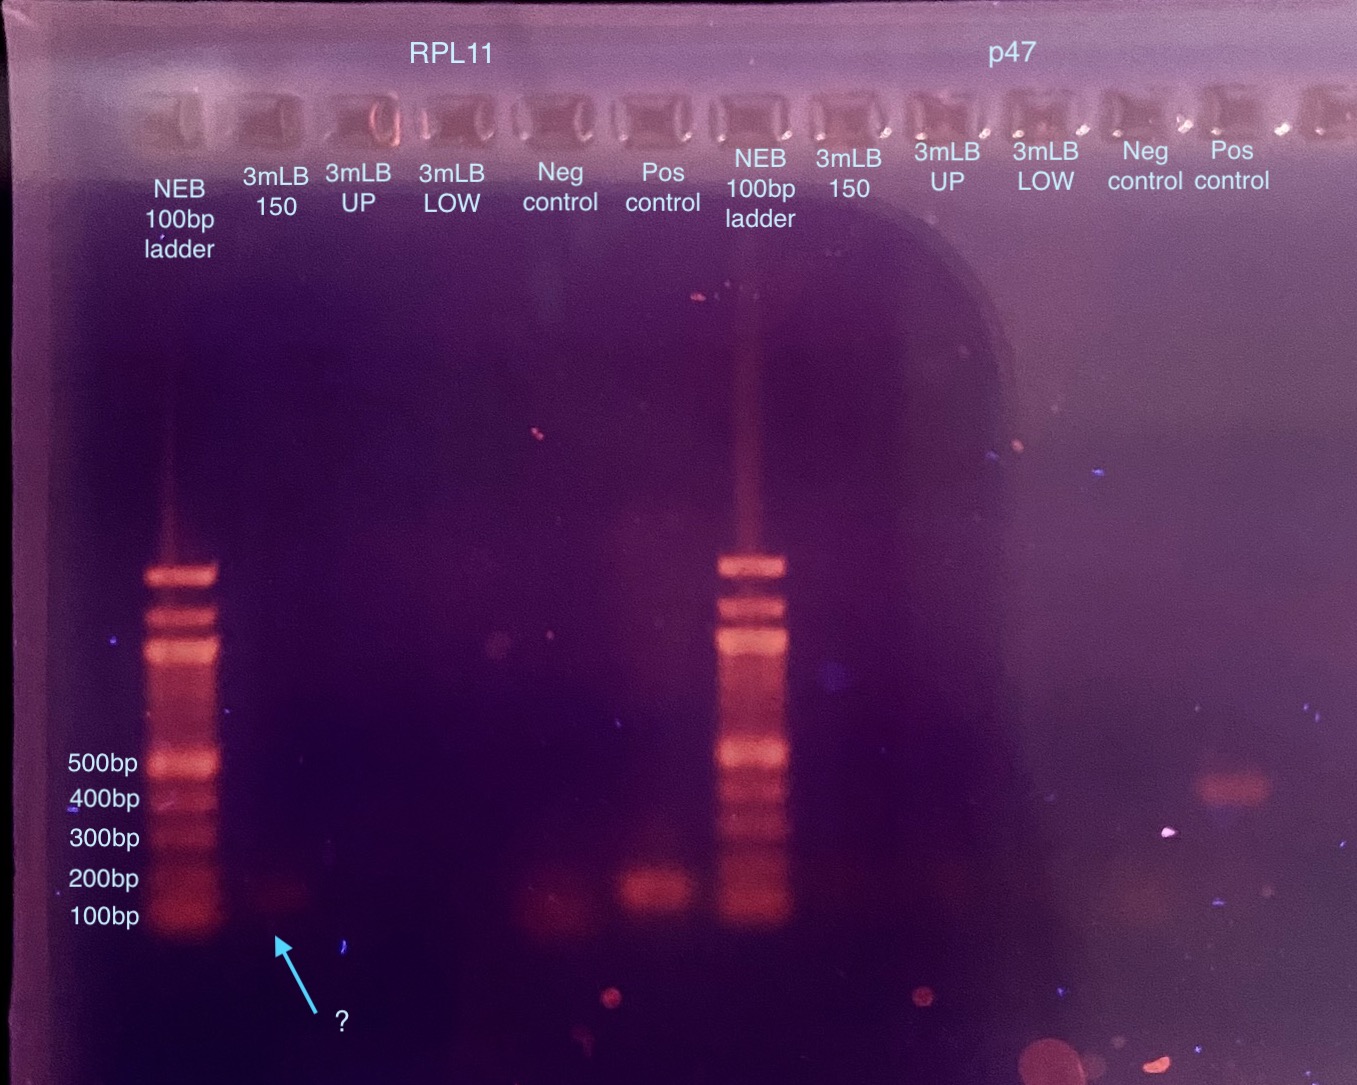 RPL11
p47
NEB
100bp
ladder
3mLB
150
3mLB
UP
3mLB
LOW
Neg
control
Pos
control
NEB
100bp
ladder
3mLB
150
3mLB
UP
3mLB
LOW
Neg
control
Pos
control
500bp
400bp
300bp
200bp
100bp
?